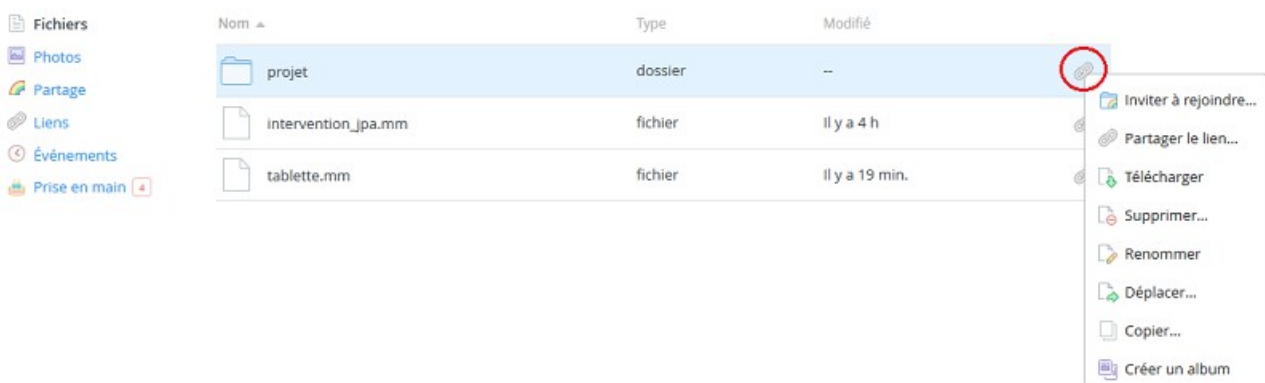 Fichiers
Photos
Partage
Liens
Événements
Prise en main 4
Nom Type Modifié
projet dossier --
intervention_jpa.mm fichier Il y a 4 h
tablette.mm fichier Il y a 19 min.
Inviter à rejoindre...
Partager le lien...
Télécharger
Supprimer...
Renommer
Déplacer...
Copier...
Créer un album